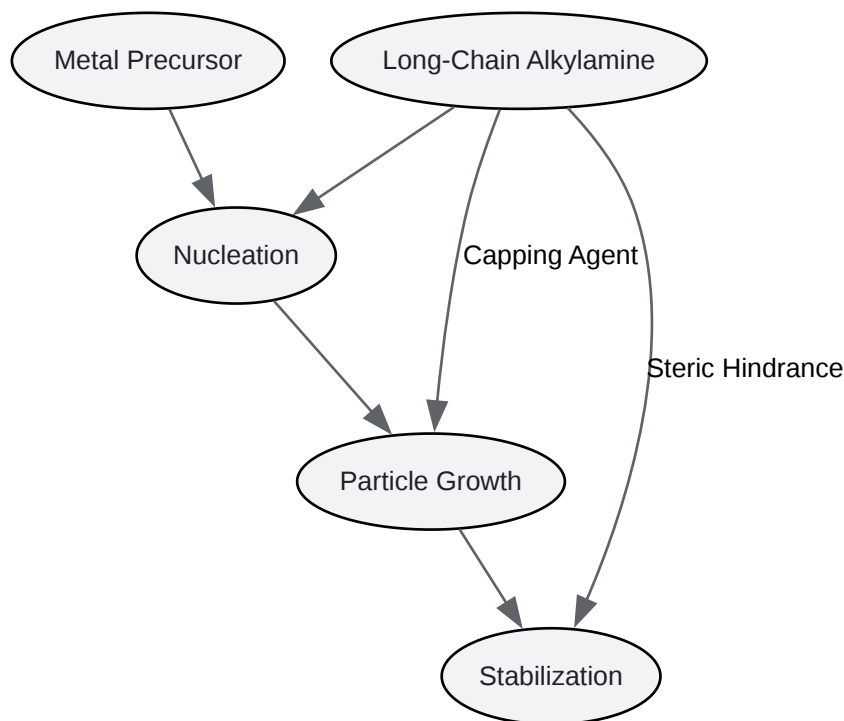 Metal Precursor
Long-Chain Alkylamine
Nucleation
Capping Agent
Steric Hindrance
Particle Growth
Stabilization